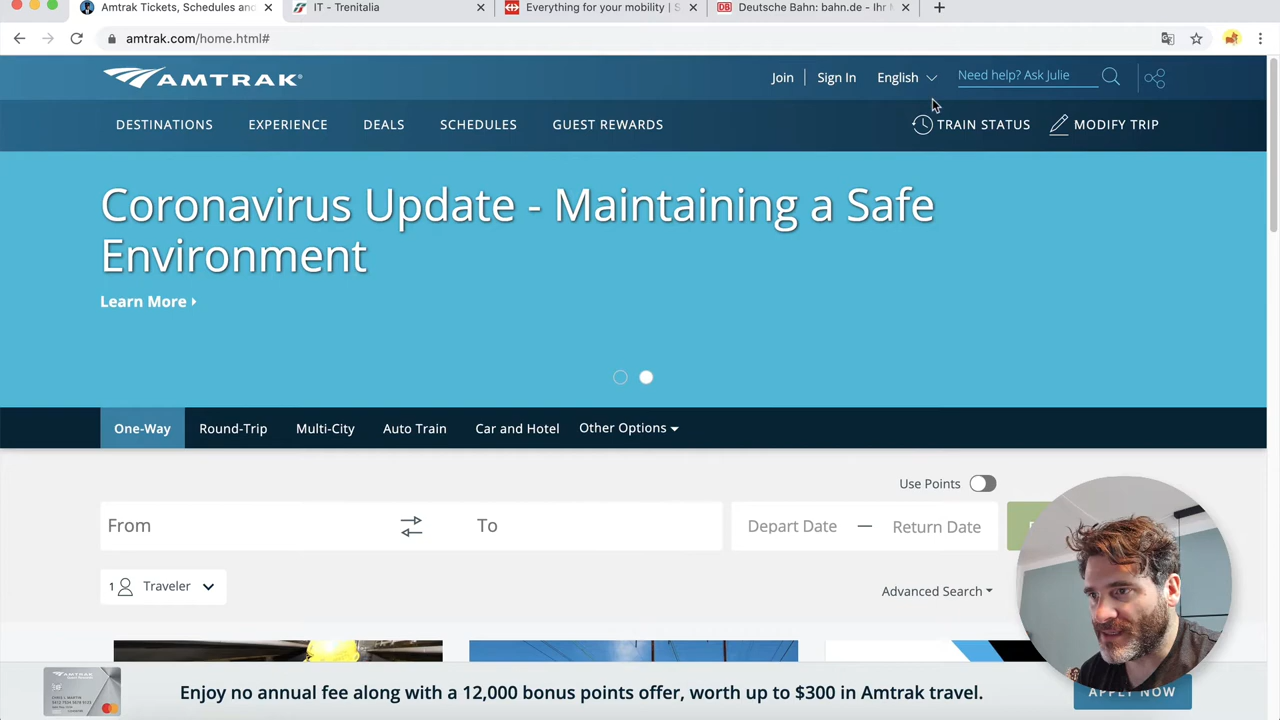 Amtrak Tickets, Schedules and
IT - Trenitalia
Everything for your mobility | S
DB Deutsche Bahn: bahn.de - Ihr M
amtrak.com/home.html#
AMTRAK
Join
Sign In
English
Need help? Ask Julie
DESTINATIONS
EXPERIENCE
DEALS
SCHEDULES
GUEST REWARDS
TRAIN STATUS
MODIFY TRIP
Coronavirus Update - Maintaining a Safe
Environment
Learn More
One-Way
Round-Trip
Multi-City
Auto Train
Car and Hotel
Other Options
Use Points
From
To
Depart Date
Return Date
1 Traveler
Advanced Search
AMTRAK
Enjoy no annual fee along with a 12,000 bonus points offer, worth up to $300 in Amtrak travel.
APPLY NOW